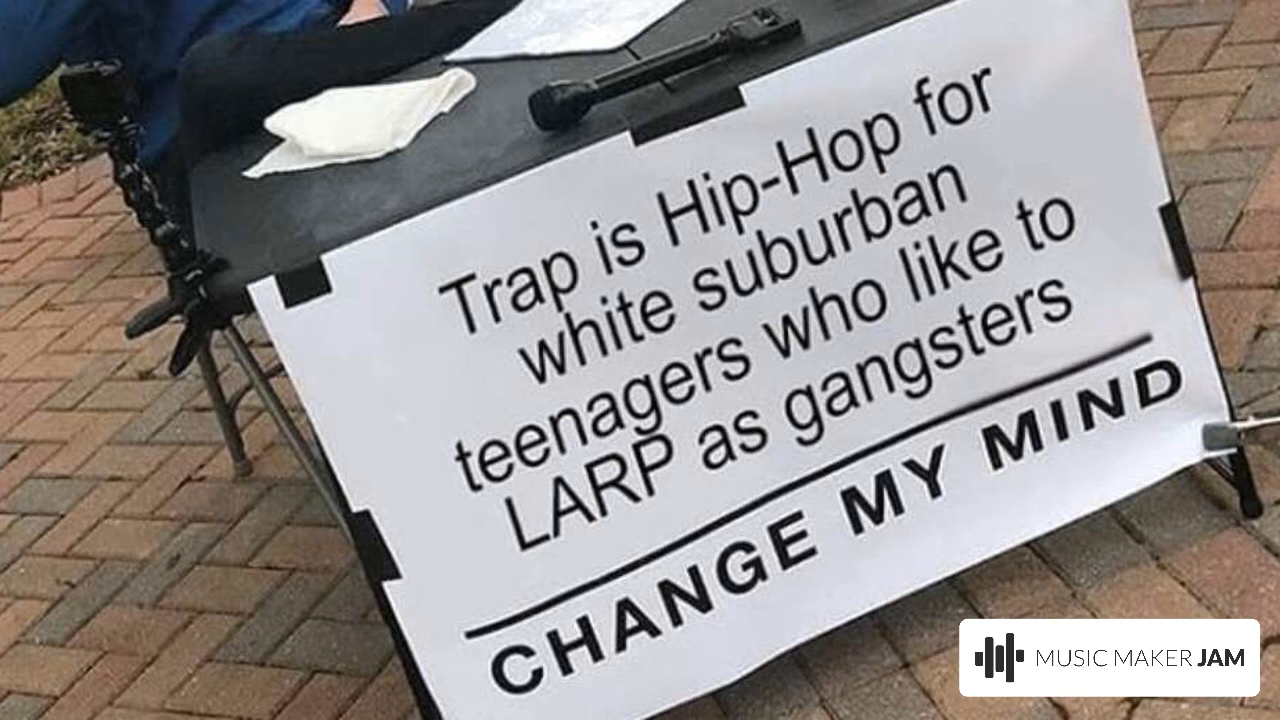 Trap is Hip-Hop for
white suburban
teenagers who like to
LARP as gangsters
CHANGE MY MIND
MUSIC MAKER JAM